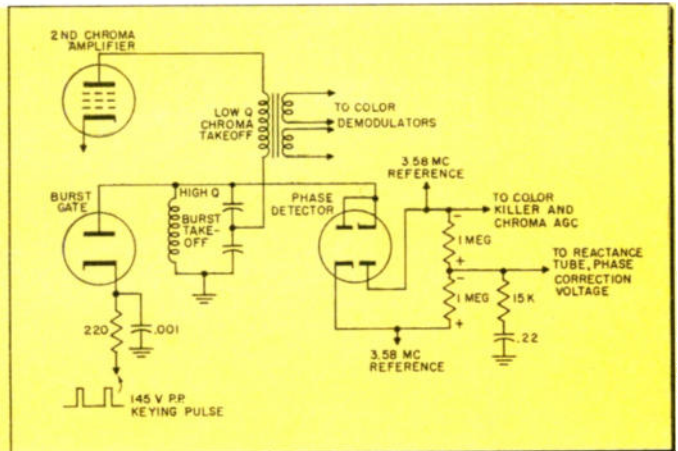 2ND CHROMA
AMPLIFIER
LOW Q
CHROMA
TAKEOFF
TO COLOR
DEMODULATORS
3.58 MC
REFERENCE
BURST
GATE
HIGH Q
BURST
TAKE-
OFF
PHASE
DETECTOR
TO COLOR
KILLER AND
CHROMA AGC
-
1 MEG
+
-
1 MEG
+
TO REACTANCE
TUBE, PHASE
CORRECTION
VOLTAGE
15K
.22
220
.001
3.58 MC
REFERENCE
145 V P.P.
KEYING PULSE